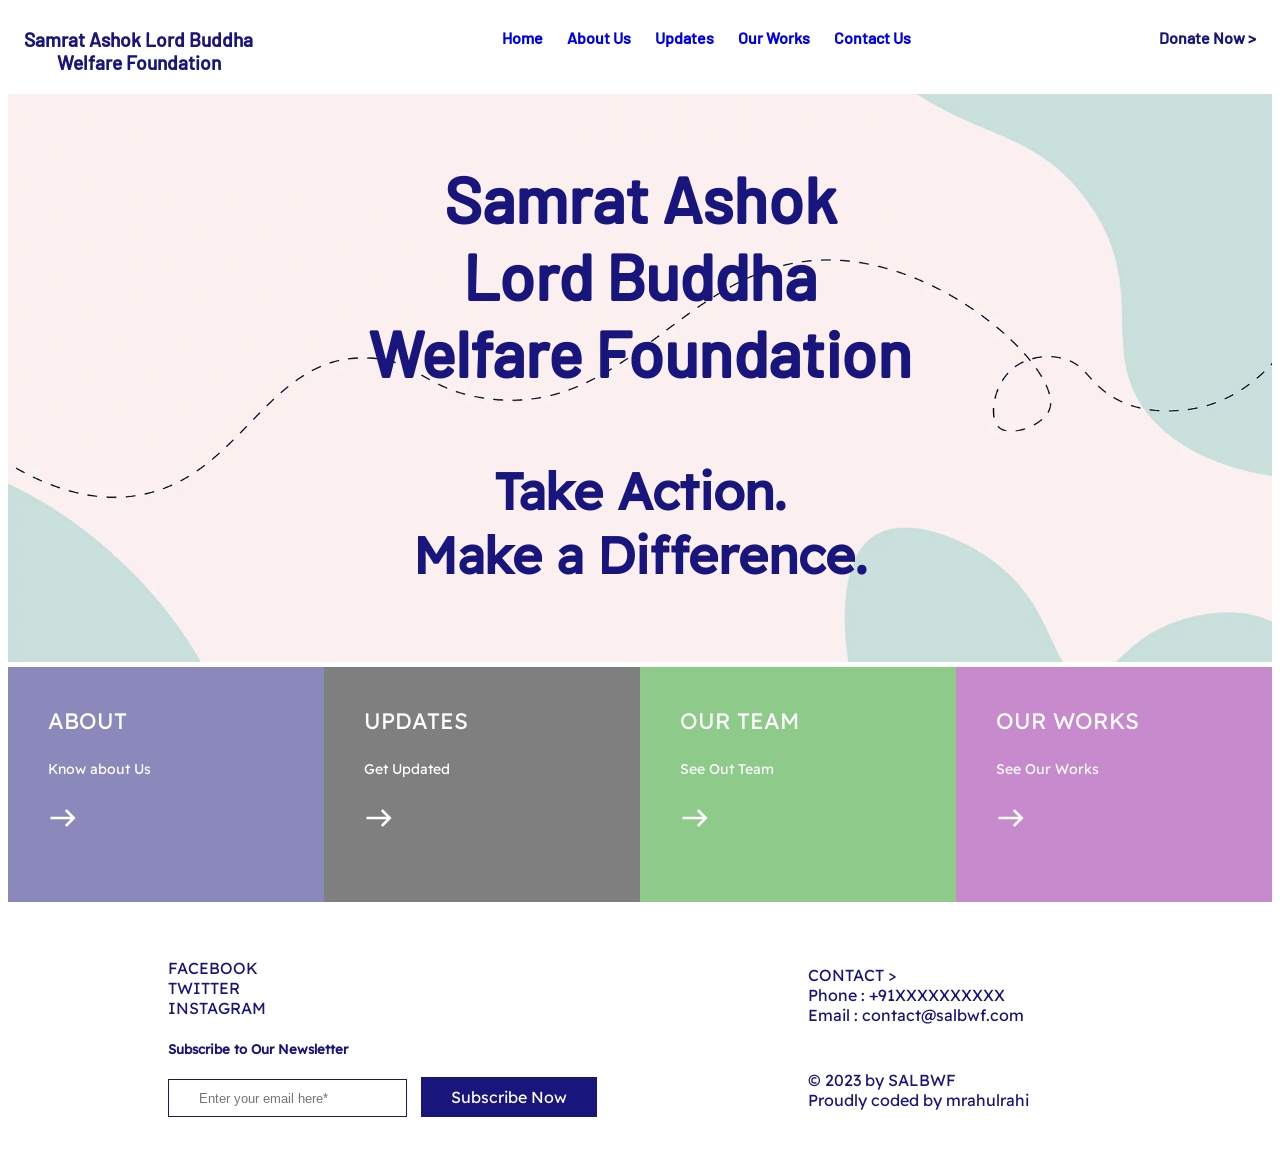 Samrat Ashok Lord Buddha
Welfare Foundation
Home About Us Updates Our Works Contact Us
Donate Now >
Samrat Ashok
Lord Buddha
Welfare Foundation
Take Action.
Make a Difference.
ABOUT
Know about Us
UPDATES
Get Updated
OUR TEAM
See Out Team
OUR WORKS
See Our Works
FACEBOOK
TWITTER
INSTAGRAM
Subscribe to Our Newsletter
Enter your email here*
Subscribe Now
CONTACT >
Phone : +91XXXXXXXXXX
Email : contact@salbwf.com
© 2023 by SALBWF
Proudly coded by mrahulrahi